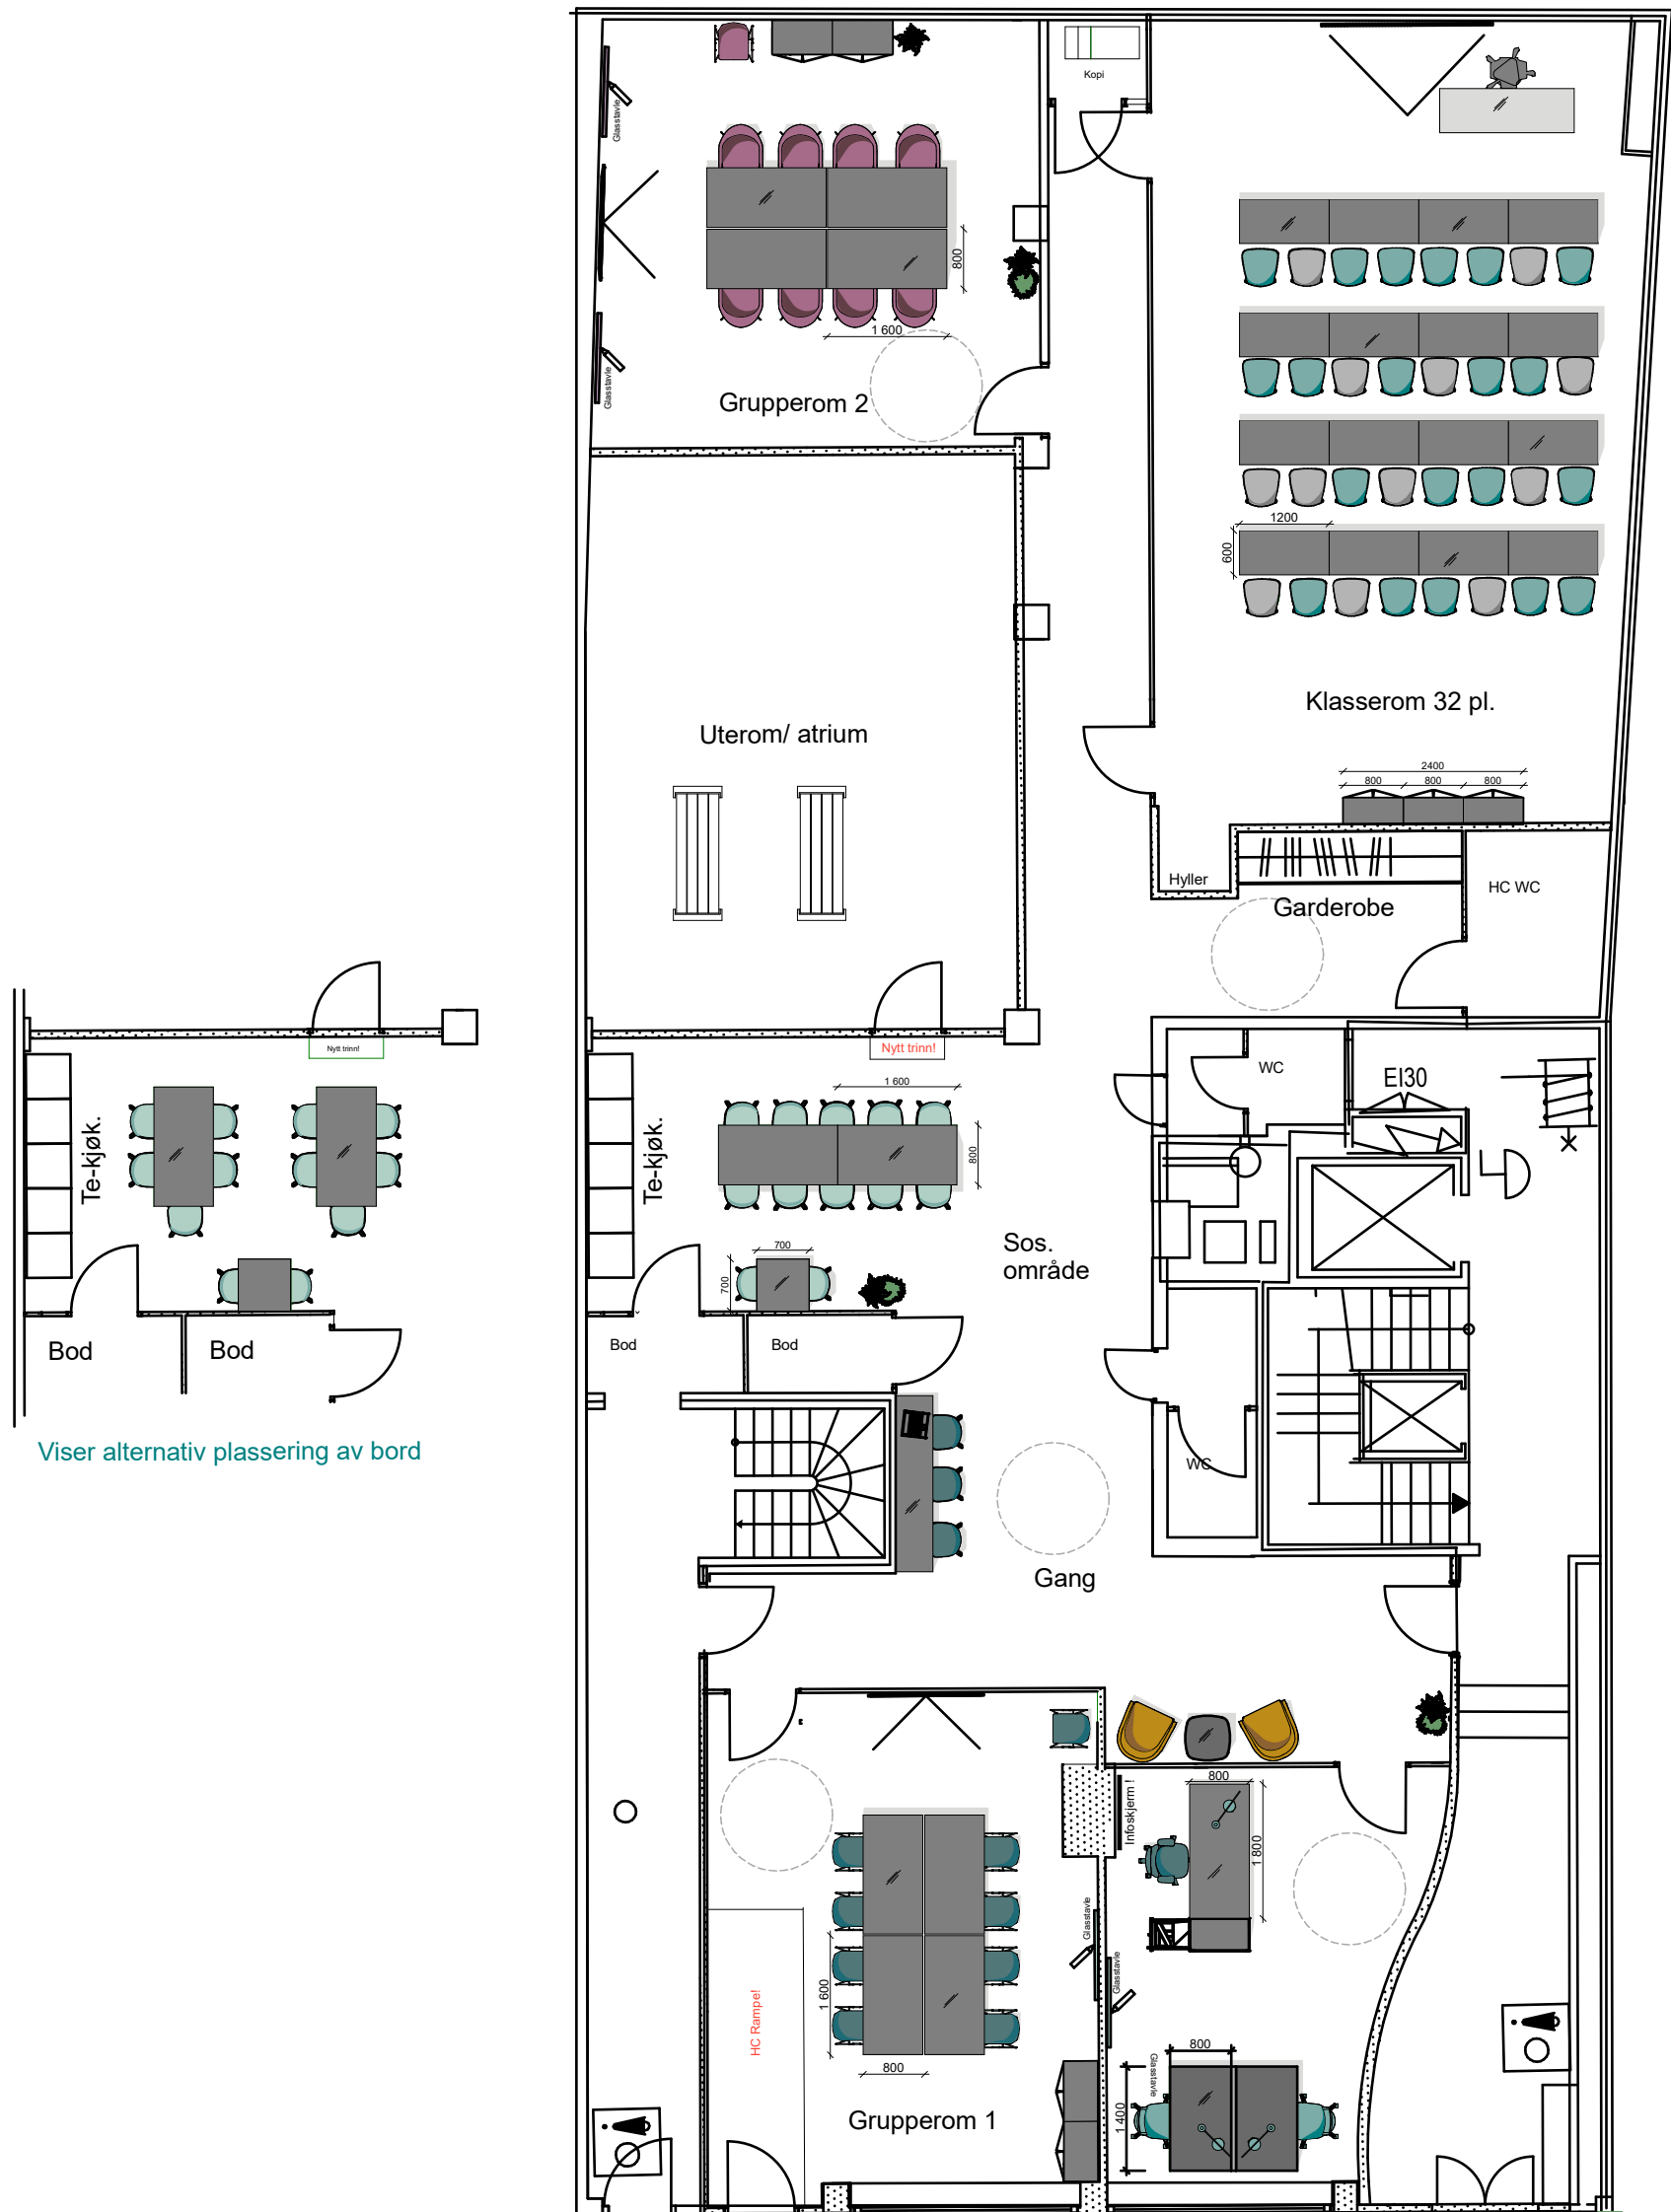 Kopi
Glasstavle
800
1 600
Glasstavle
Grupperom 2
1200
600
Klasserom 32 pl.
Uterom/ atrium
2400
800
800
800
Hyller
Garderobe
HC WC
Nytt trinn!
Nytt trinn!
WC
EI30
1 600
Te-kjøk.
Te-kjøk.
800
700
700
Sos.
område
Bod
Bod
Bod
Bod
Viser alternativ plassering av bord
WC
Gang
Infoskjerm !
800
1 800
Glasstavle
Glasstavle
1 600
HC Rampe!
800
800
Glasstavle
1400
Grupperom 1